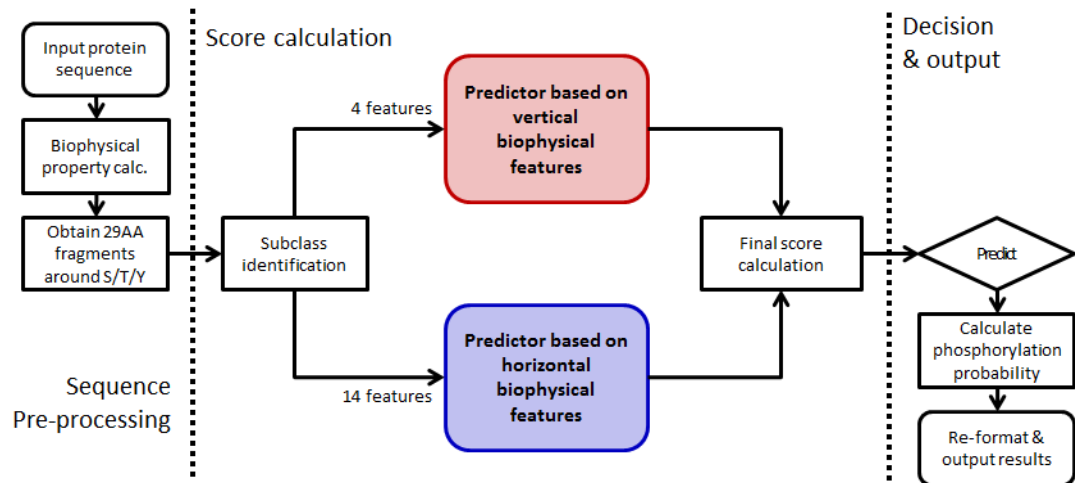 Input protein
sequence
Biophysical
property calc.
Obtain 29AA
fragments
around S/T/Y
Sequence
Pre-processing
Score calculation
Subclass
identification
4 features
Predictor based on
vertical
biophysical
features
14 features
Predictor based on
horizontal
biophysical
features
Final score
calculation
Decision
& output
Predict
Calculate
phosphorylation
probability
Re-format &
output results